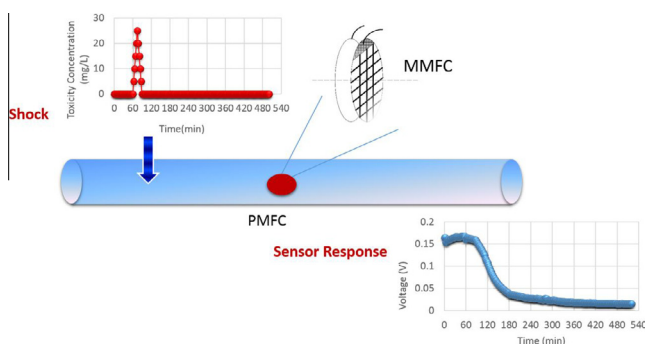 30
20
10
0
Toxicity Concentration
(mg/L)
0 60 120 180 240 300 360 420 480 540
Time(min)
Shock
MMFC
PMFC
Sensor Response
0.2
0.15
0.1
0.05
0
Voltage (V)
0 60 120 180 240 300 360 420 480 540
Time (min)